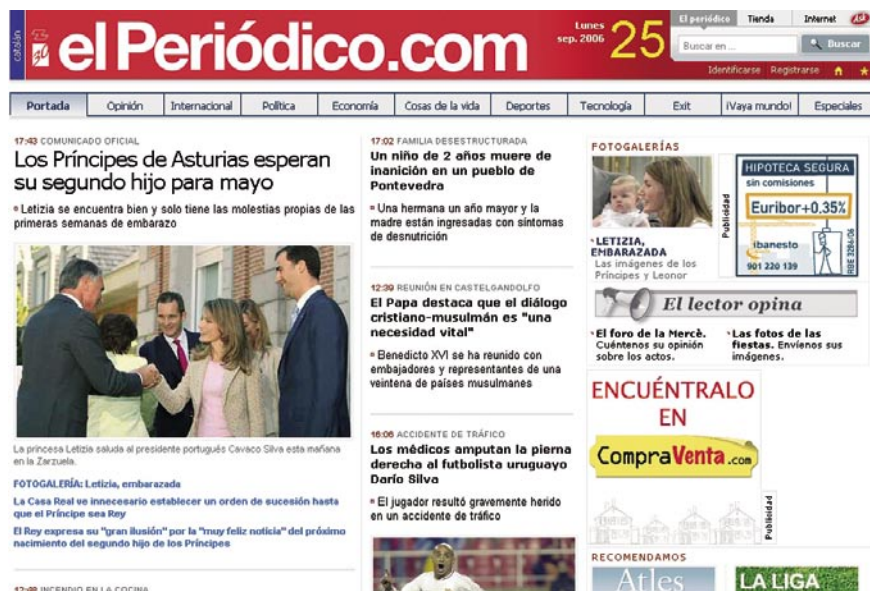 catalán
el Periódico.com
Lunes
sep. 2006
25
El periódico
Tienda
Internet
Buscar en ...
Buscar
Identificarse Registrarse
Portada
Opinión
Internacional
Política
Economía
Cosas de la vida
Deportes
Tecnología
Exit
¡Vaya mundo!
Especiales
17:43 COMUNICADO OFICIAL
Los Príncipes de Asturias esperan
su segundo hijo para mayo
Letizia se encuentra bien y solo tiene las molestias propias de las
primeras semanas de embarazo
La princesa Letizia saluda al presidente portugués Cavaco Silva esta mañana
en la Zarzuela.
FOTOGALERÍA: Letizia, embarazada
La Casa Real ve innecesario establecer un orden de sucesión hasta
que el Príncipe sea Rey
El Rey expresa su "gran ilusión" por la "muy feliz noticia" del próximo
nacimiento del segundo hijo de los Príncipes
INCENDIO EN LA COCINA
17:02 FAMILIA DESESTRUCTURADA
Un niño de 2 años muere de
inanición en un pueblo de
Pontevedra
Una hermana un año mayor y la
madre están ingresadas con síntomas
de desnutrición
12:39 REUNIÓN EN CASTELGANDOLFO
El Papa destaca que el diálogo
cristiano-musulmán es "una
necesidad vital"
Benedicto XVI se ha reunido con
embajadores y representantes de una
veintena de países musulmanes
16:06 ACCIDENTE DE TRÁFICO
Los médicos amputan la pierna
derecha al futbolista uruguayo
Darío Silva
El jugador resultó gravemente herido
en un accidente de tráfico
FOTOGALERÍAS
LETIZIA,
EMBARAZADA
Las imágenes de los
Príncipes y Leonor
Publicidad
HIPOTECA SEGURA
sin comisiones
Euribor+0,35%
ibanesto
901 220 139
RBE 3286/06
El lector opina
El foro de la Mercè.
Cuéntenos su opinión
sobre los actos.
Las fotos de las
fiestas. Envíenos sus
imágenes.
ENCUÉNTRALO
EN
CompraVenta.com
Publicidad
RECOMENDAMOS
Atles
LA LIGA